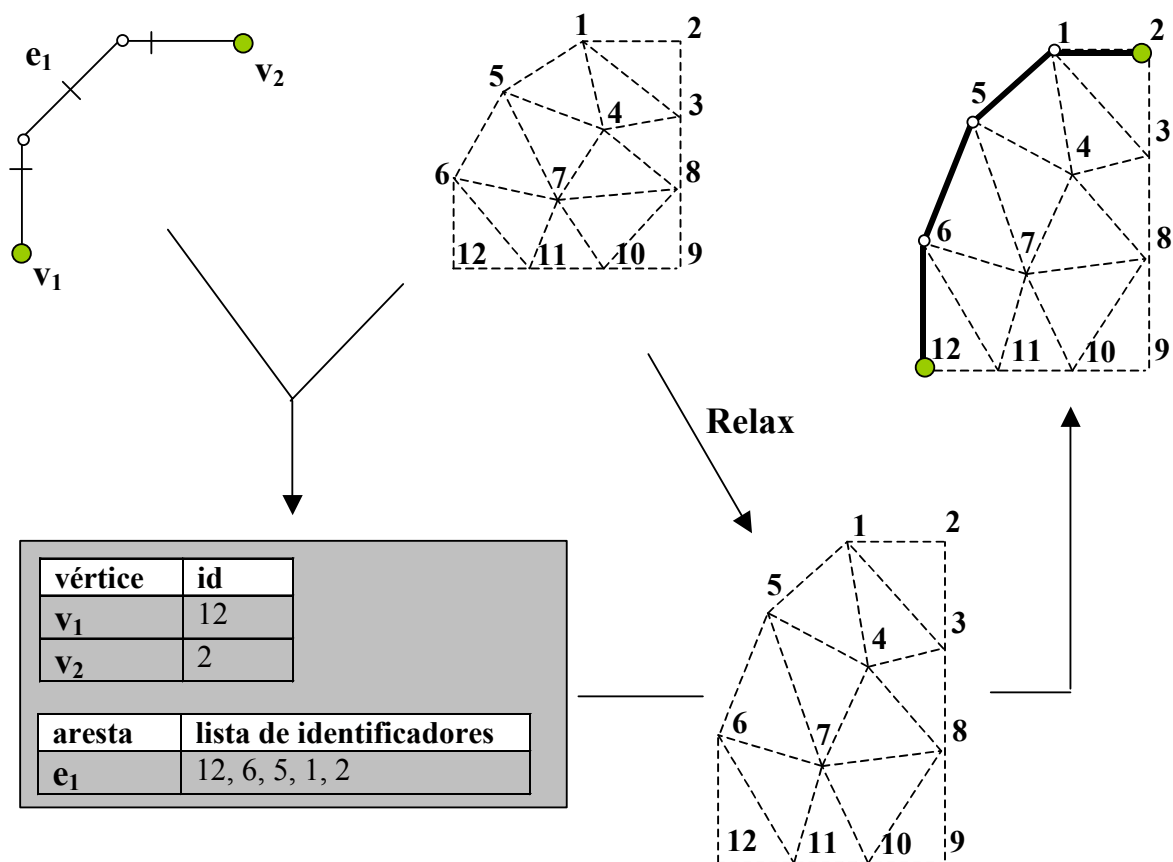 e1
v2
v1
1 2
5
4 3
6 7 8
12 11 10 9
1 2
5
4 3
6 7 8
12 11 10 9
Relax
vértice id
v1 12
v2 2
aresta lista de identificadores
e1 12, 6, 5, 1, 2
1 2
5
4 3
6 7 8
12 11 10 9